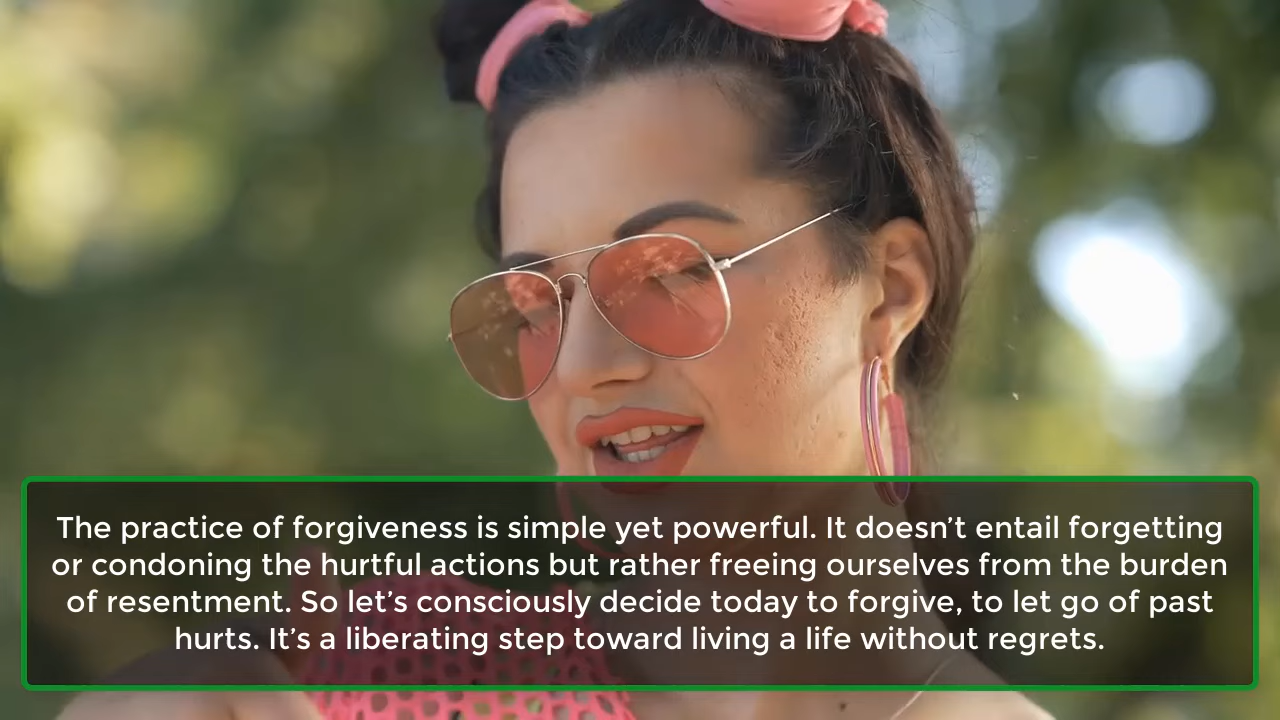 The practice of forgiveness is simple yet powerful. It doesn’t entail forgetting
or condoning the hurtful actions but rather freeing ourselves from the burden
of resentment. So let’s consciously decide today to forgive, to let go of past
hurts. It’s a liberating step toward living a life without regrets.